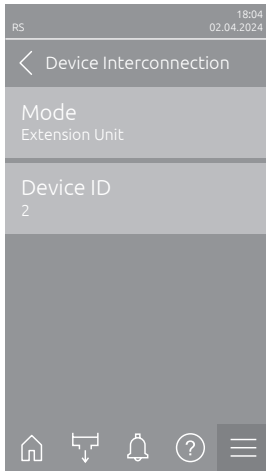 18:04
RS 02.04.2024
Device Interconnection
Mode
Extension Unit
Device ID
2
?